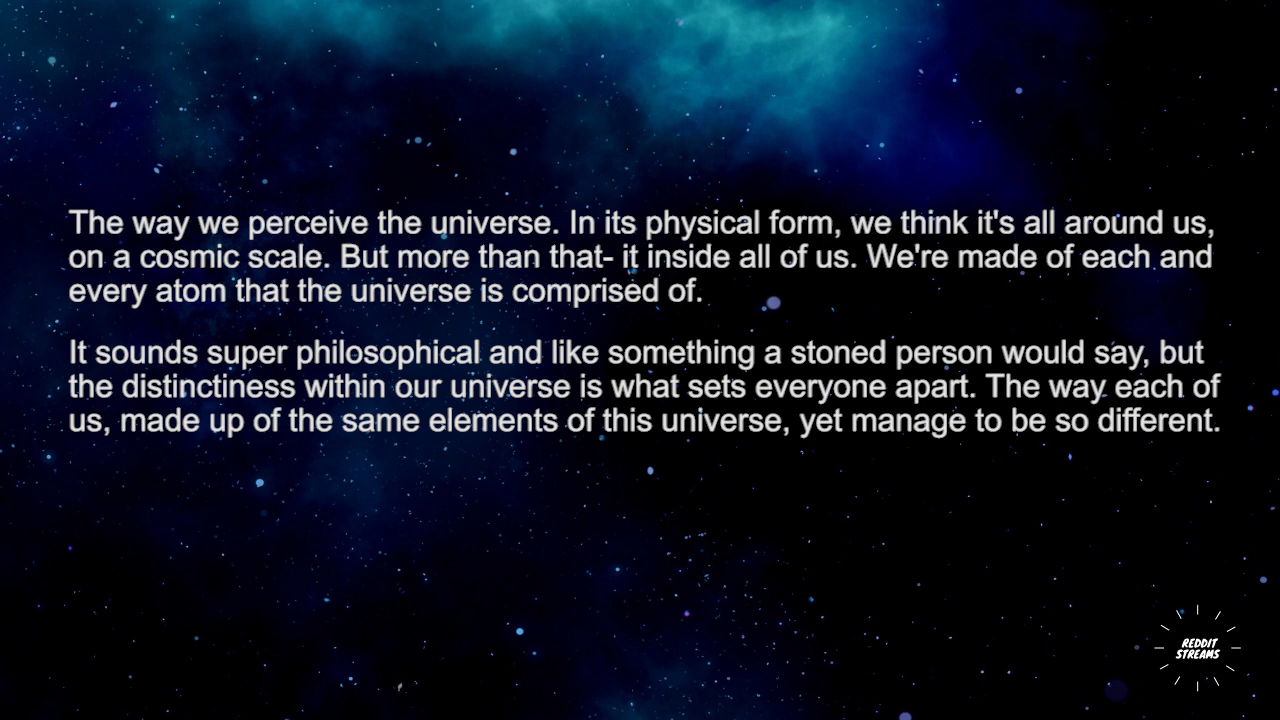 The way we perceive the universe. In its physical form, we think it's all around us,
on a cosmic scale. But more than that- it inside all of us. We're made of each and
every atom that the universe is comprised of.
It sounds super philosophical and like something a stoned person would say, but
the distinctiness within our universe is what sets everyone apart. The way each of
us, made up of the same elements of this universe, yet manage to be so different.
REDDIT
STREAMS